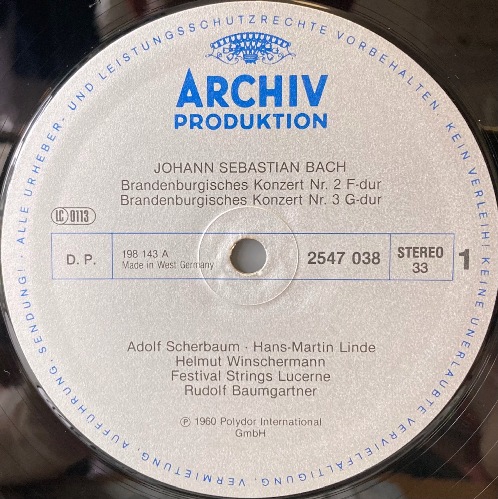 ALLE URHEBER- UND LEISTUNGSSCHUTZRECHTE VORBEHALTEN. KEIN VERLEIH! KEINE UNERLAUBTE VERVIELFÄLTIGUNG, VERMIETUNG, AUFFÜHRUNG, SENDUNG!
ARCHIV
PRODUKTION
JOHANN SEBASTIAN BACH
Brandenburgisches Konzert Nr. 2 F-dur
Brandenburgisches Konzert Nr. 3 G-dur
LC 0113
D. P.
198 143 A
Made in West Germany
2547 038
STEREO
33
1
Adolf Scherbaum · Hans-Martin Linde
Helmut Winschermann
Festival Strings Lucerne
Rudolf Baumgartner
℗ 1960 Polydor International
GmbH